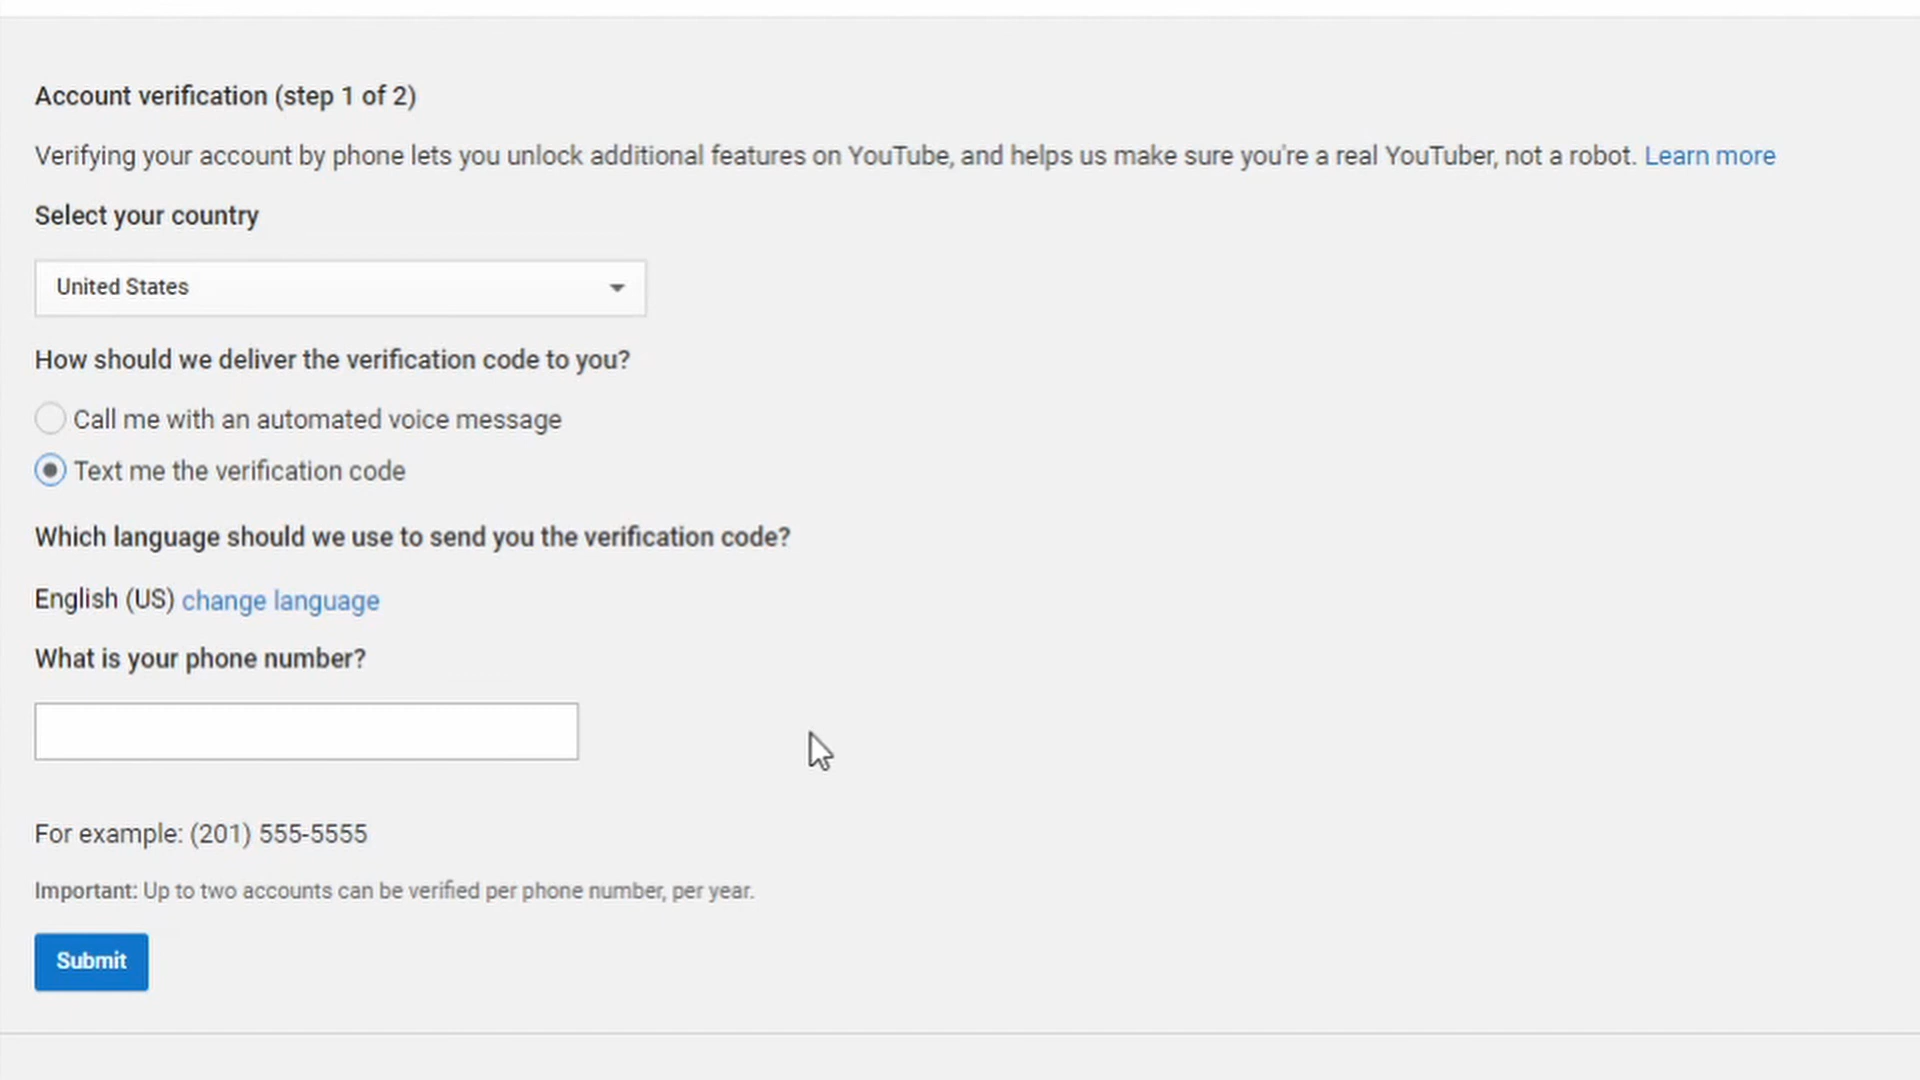 Account verification (step 1 of 2)
Verifying your account by phone lets you unlock additional features on YouTube, and helps us make sure you're a real YouTuber, not a robot. Learn more
Select your country
United States
How should we deliver the verification code to you?
Call me with an automated voice message
Text me the verification code
Which language should we use to send you the verification code?
English (US) change language
What is your phone number?
For example: (201) 555-5555
Important: Up to two accounts can be verified per phone number, per year.
Submit